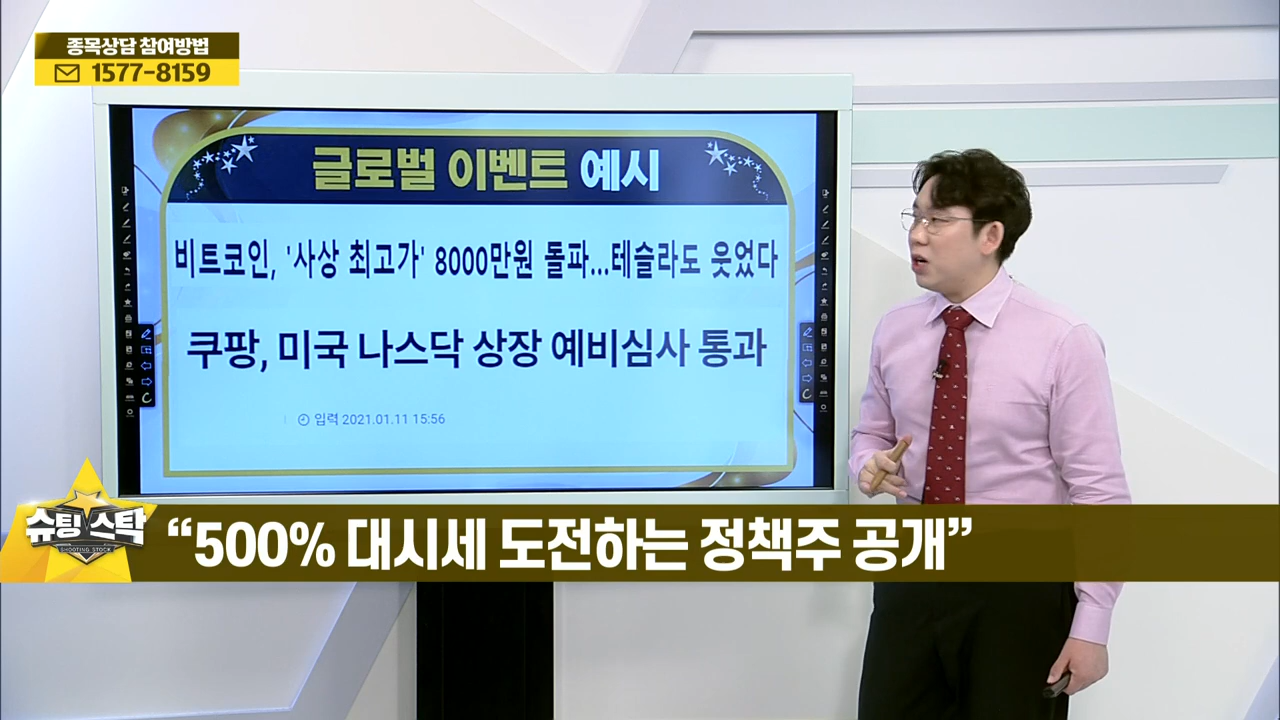 종목상담 참여방법
1577-8159
글로벌 이벤트 예시
비트코인, '사상 최고가' 8000만원 돌파...테슬라도 웃었다
쿠팡, 미국 나스닥 상장 예비심사 통과
입력 2021.01.11 15:56
슈팅스탁
SHOOTING STOCK
“500% 대시세 도전하는 정책주 공개”